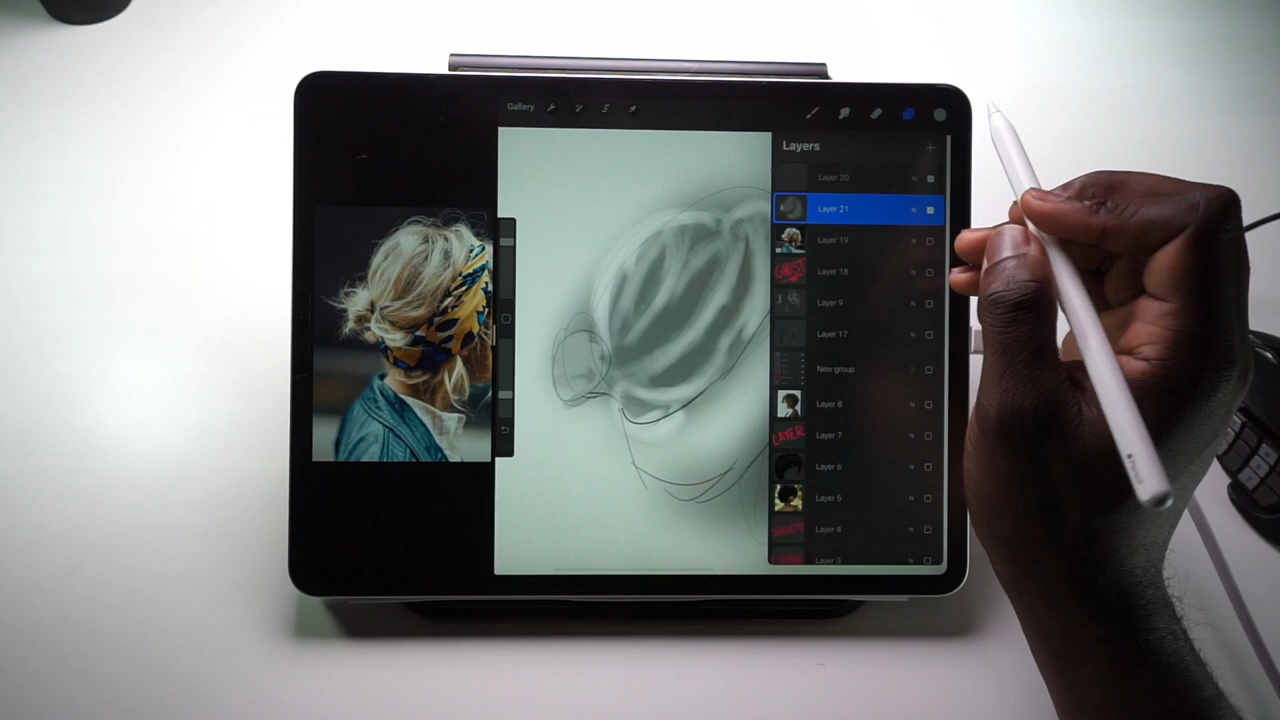 Gallery
Layers
Layer 20 N
Layer 21 N
Layer 19 N
Layer 18 N
Layer 9 N
Layer 17 N
New group
Layer 8 N
Layer 7 N
Layer 6 N
Layer 5 N
Layer 4 N
Layer 3 N